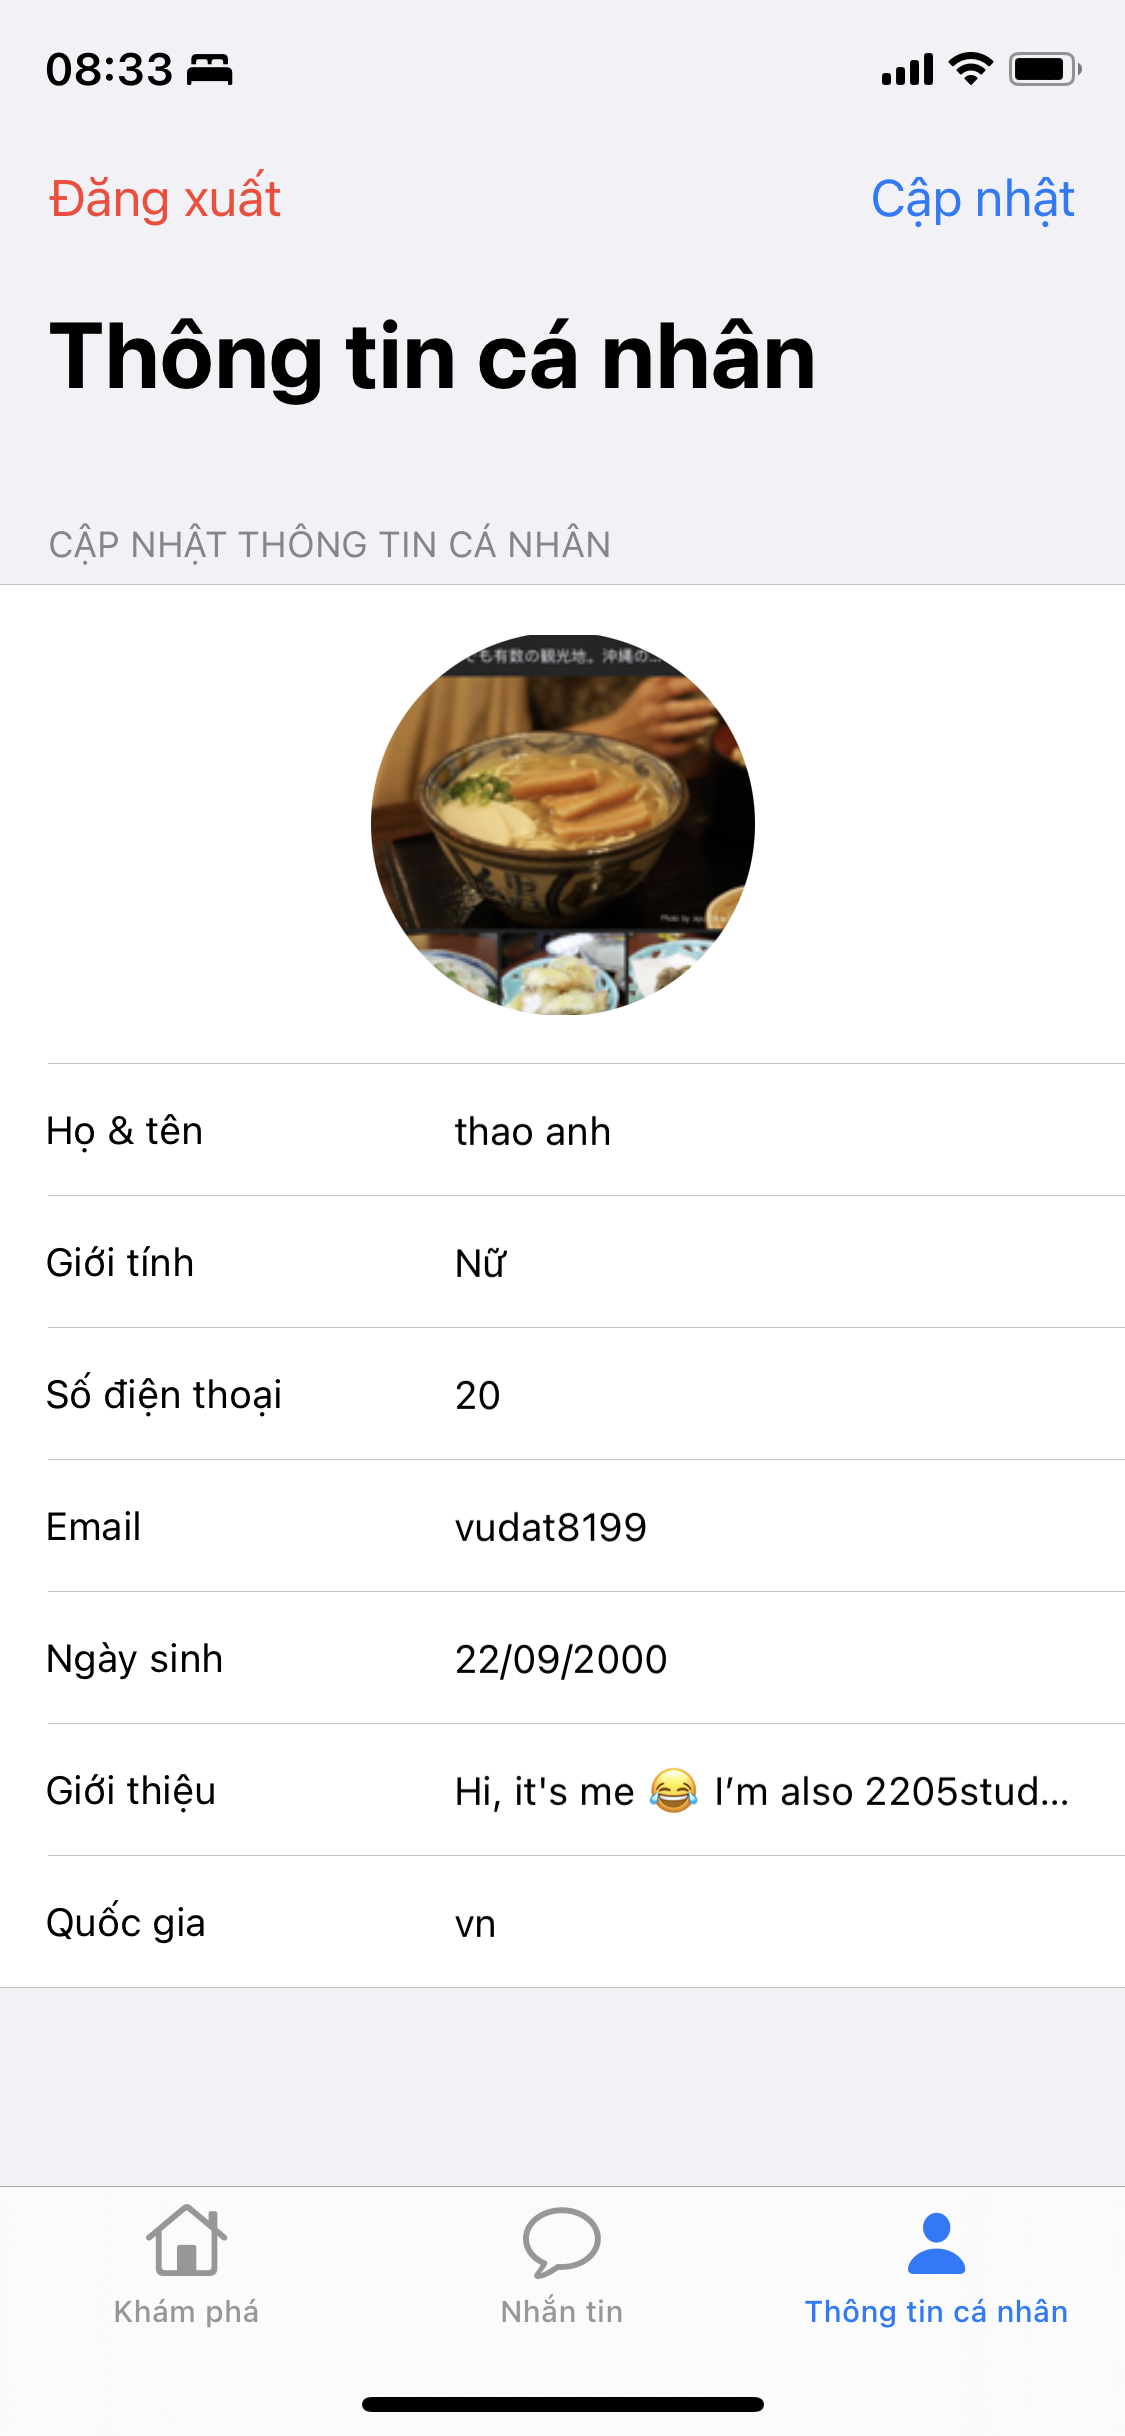 08:33
Đăng xuất
Cập nhật
Thông tin cá nhân
CẬP NHẬT THÔNG TIN CÁ NHÂN
も有数の観光地。沖縄の...
Photo by
Họ & tên thao anh
Giới tính Nữ
Số điện thoại 20
Email vudat8199
Ngày sinh 22/09/2000
Giới thiệu Hi, it's me 😂 I’m also 2205stud...
Quốc gia vn
Khám phá
Nhắn tin
Thông tin cá nhân